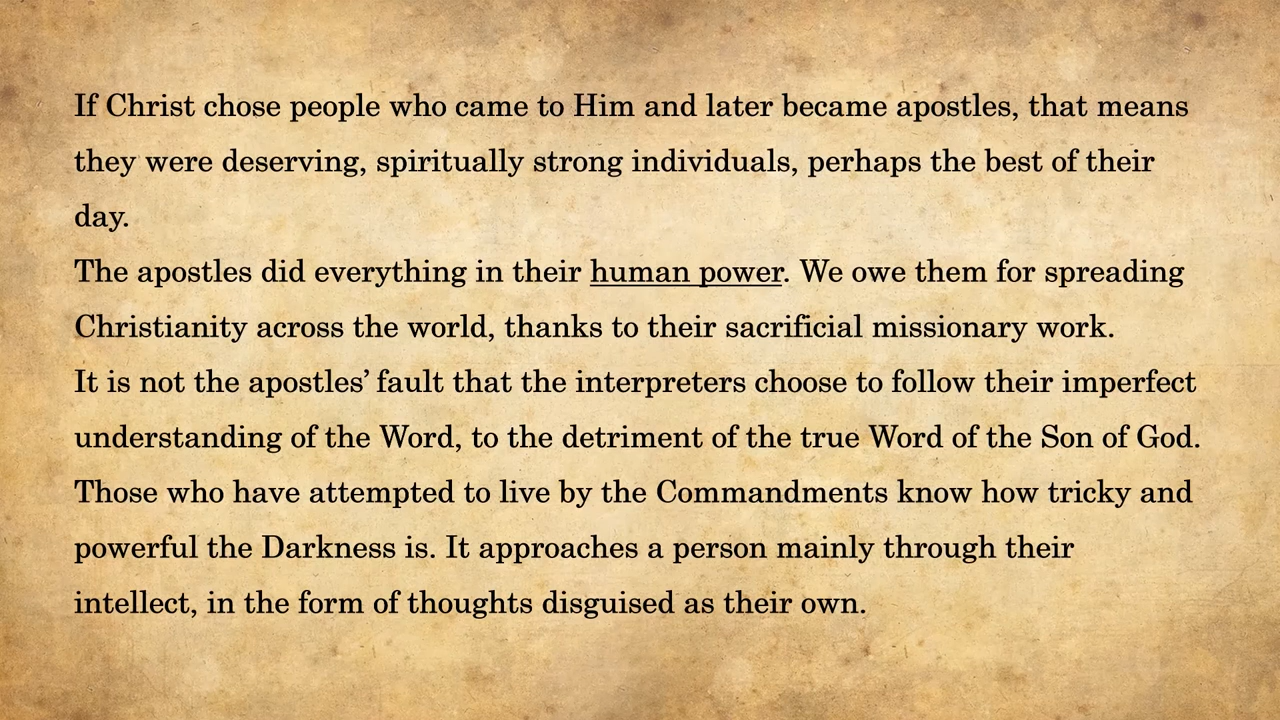 If Christ chose people who came to Him and later became apostles, that means
they were deserving, spiritually strong individuals, perhaps the best of their
day.
The apostles did everything in their human power. We owe them for spreading
Christianity across the world, thanks to their sacrificial missionary work.
It is not the apostles’ fault that the interpreters choose to follow their imperfect
understanding of the Word, to the detriment of the true Word of the Son of God.
Those who have attempted to live by the Commandments know how tricky and
powerful the Darkness is. It approaches a person mainly through their
intellect, in the form of thoughts disguised as their own.